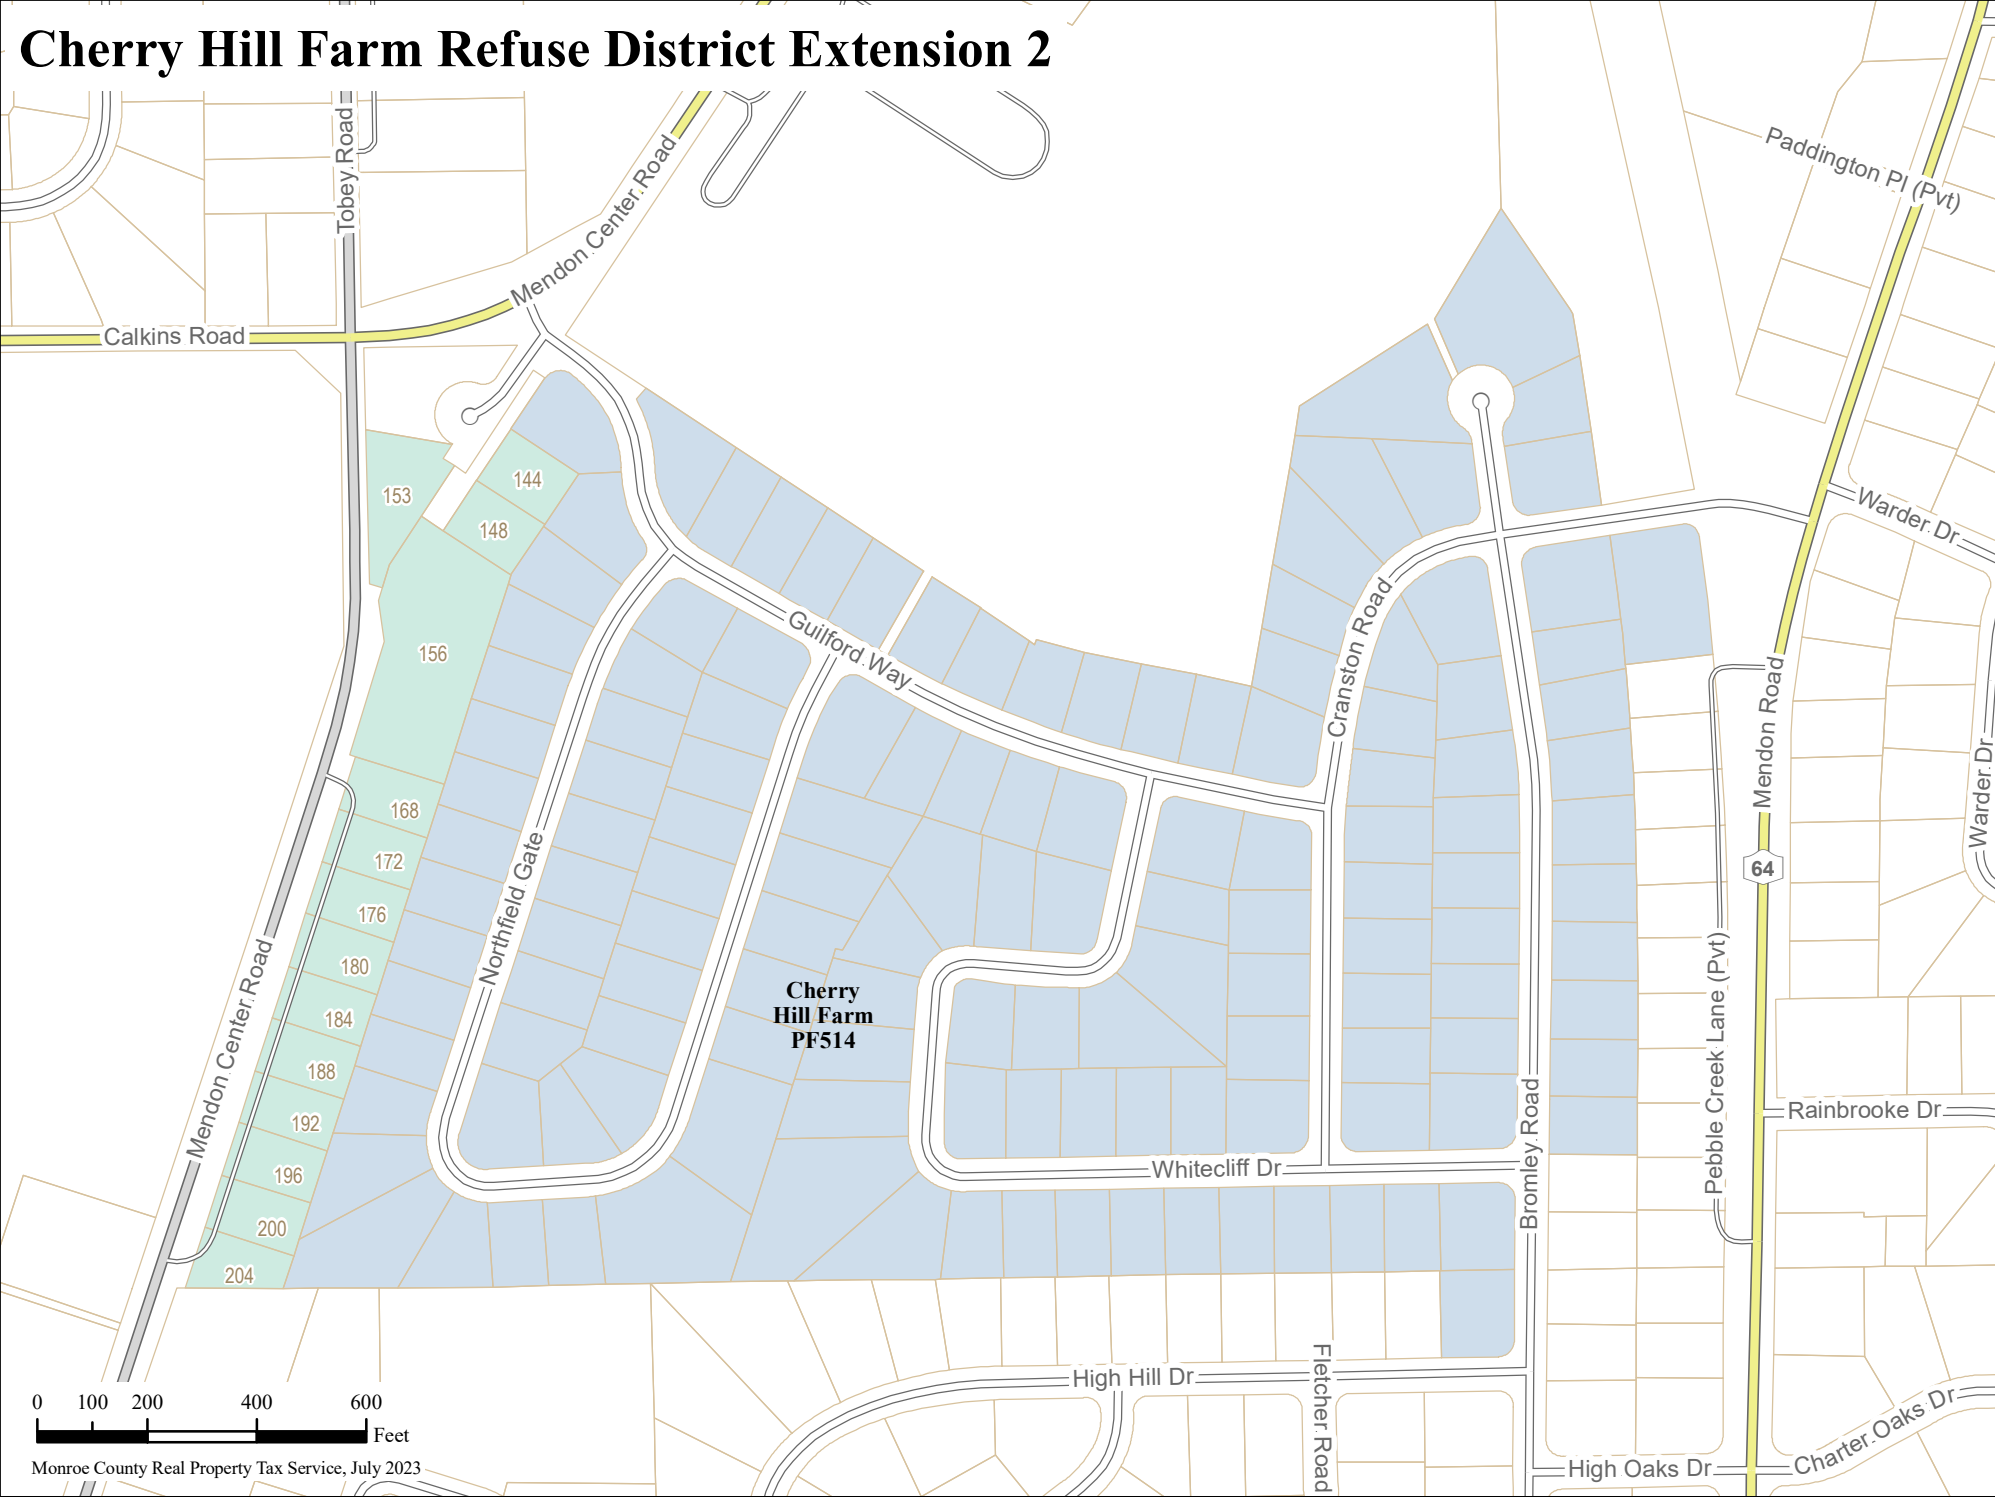 Cherry Hill Farm Refuse District Extension 2
Tobey Road
Mendon Center Road
Paddington Pl (Pvt)
Calkins Road
144
153
148
Warder Dr
Guilford Way
Cranston Road
156
Mendon Road
Warder Dr
168
172
Northfield Gate
64
176
180
Mendon Center Road
Cherry
Hill Farm
PF514
Pebble Creek Lane (Pvt)
184
188
192
Rainbrooke Dr
Bromley Road
Whitecliff Dr
196
200
204
High Hill Dr
Fletcher Road
Charter Oaks Dr
High Oaks Dr
0 100 200 400 600
Feet
Monroe County Real Property Tax Service, July 2023